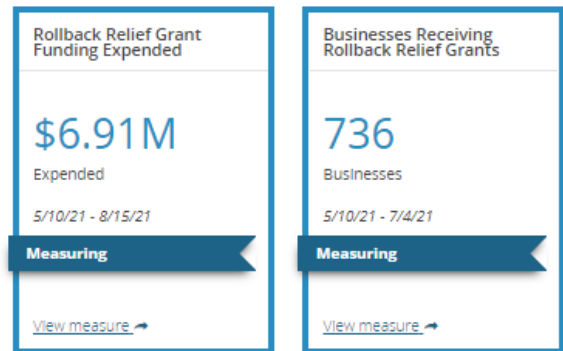 Rollback Relief Grant
Funding Expended
$6.91M
Expended
5/10/21 - 8/15/21
Measuring
View measure
Businesses Receiving
Rollback Relief Grants
736
Businesses
5/10/21 - 7/4/21
Measuring
View measure